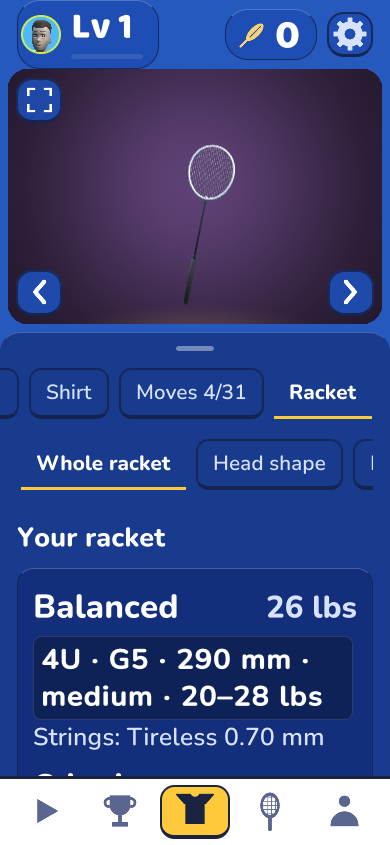 Lv 1
0
Shirt
Moves 4/31
Racket
Whole racket
Head shape
Your racket
Balanced
26 lbs
4U · G5 · 290 mm ·
medium · 20–28 lbs
Strings: Tireless 0.70 mm